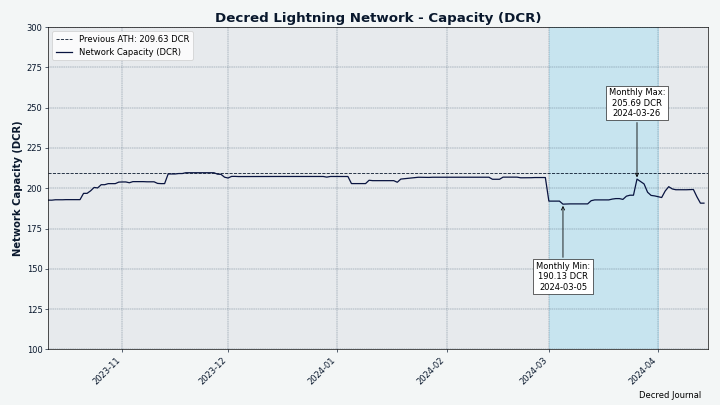 Decred Lightning Network - Capacity (DCR)
Previous ATH: 209.63 DCR
Network Capacity (DCR)
Network Capacity (DCR)
300
275
250
225
200
175
150
125
100
Monthly Max:
205.69 DCR
2024-03-26
Monthly Min:
190.13 DCR
2024-03-05
2023-11
2023-12
2024-01
2024-02
2024-03
2024-04
Decred Journal